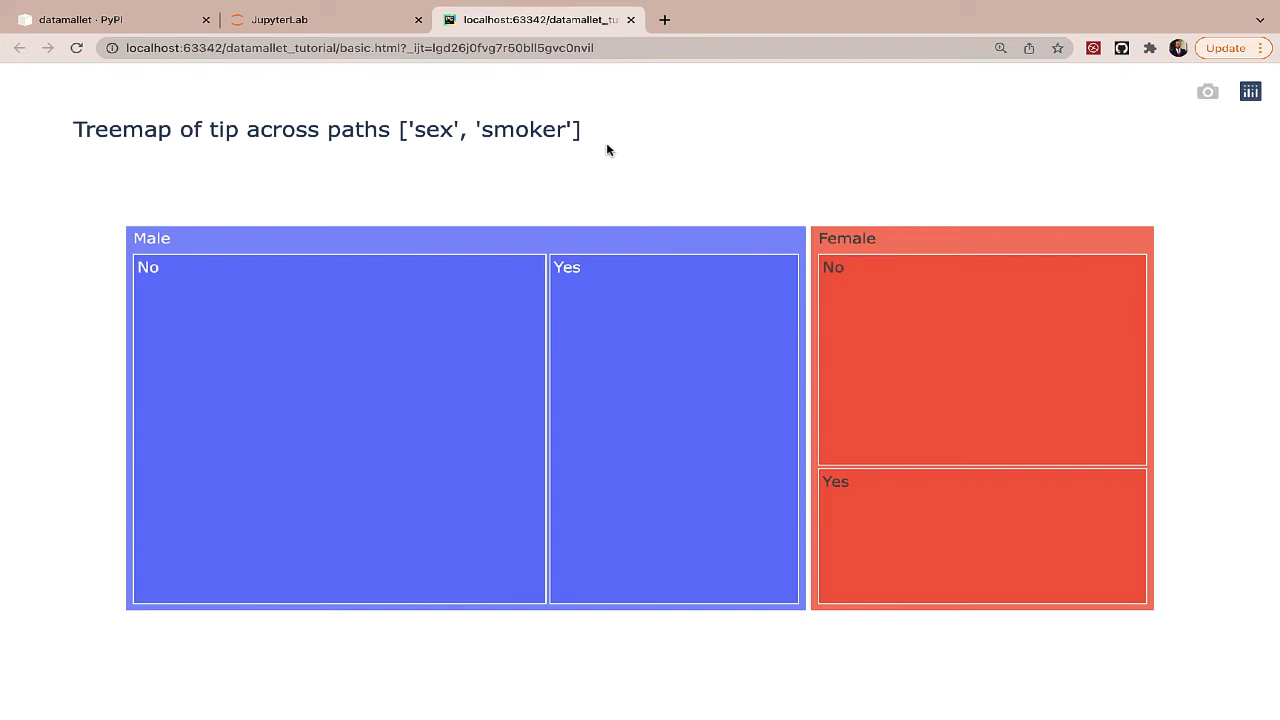 datamallet · PyPI
JupyterLab
localhost:63342/datamallet_tu
localhost:63342/datamallet_tutorial/basic.html?_ijt=lgd26j0fvg7r50bll5gvc0nvil
Update
Treemap of tip across paths ['sex', 'smoker']
Male
Female
No
Yes
No
Yes